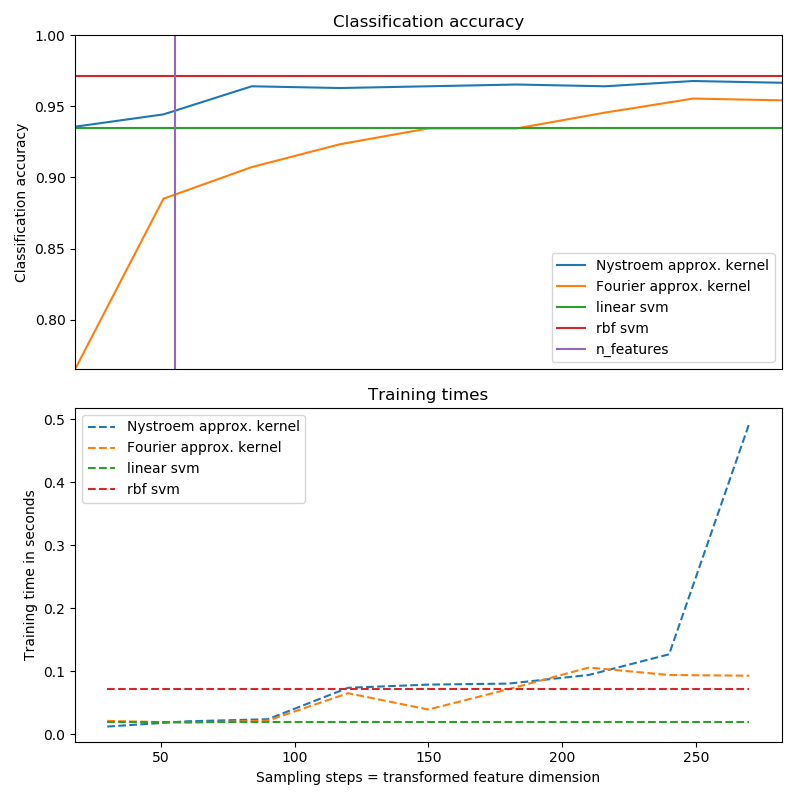 Classification accuracy
Classification accuracy
1.00
0.95
0.90
0.85
0.80
Nystroem approx. kernel
Fourier approx. kernel
linear svm
rbf svm
n_features
Training times
Training time in seconds
0.5
0.4
0.3
0.2
0.1
0.0
Nystroem approx. kernel
Fourier approx. kernel
linear svm
rbf svm
50 100 150 200 250
Sampling steps = transformed feature dimension